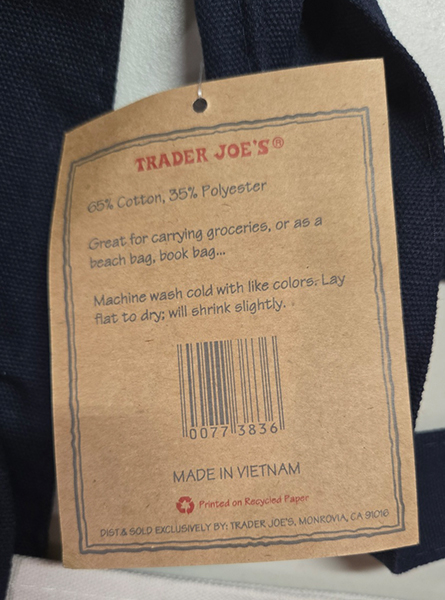 TRADER JOE'S®
65% Cotton, 35% Polyester
Great for carrying groceries, or as a
beach bag, book bag...
Machine wash cold with like colors. Lay
flat to dry; will shrink slightly.
0077 3836
MADE IN VIETNAM
Printed on Recycled Paper
DIST & SOLD EXCLUSIVELY BY: TRADER JOE'S, MONROVIA, CA 91016